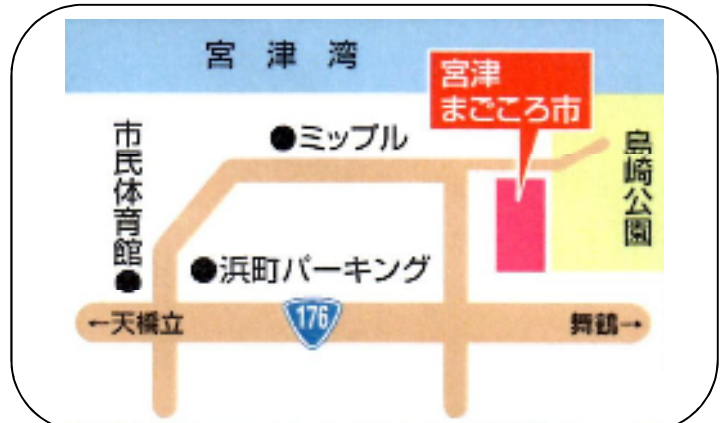 宮津湾
宮津
まごころ市
●ミップル
市民体育館●
島崎公園
●浜町パーキング
←天橋立
176
舞鶴→